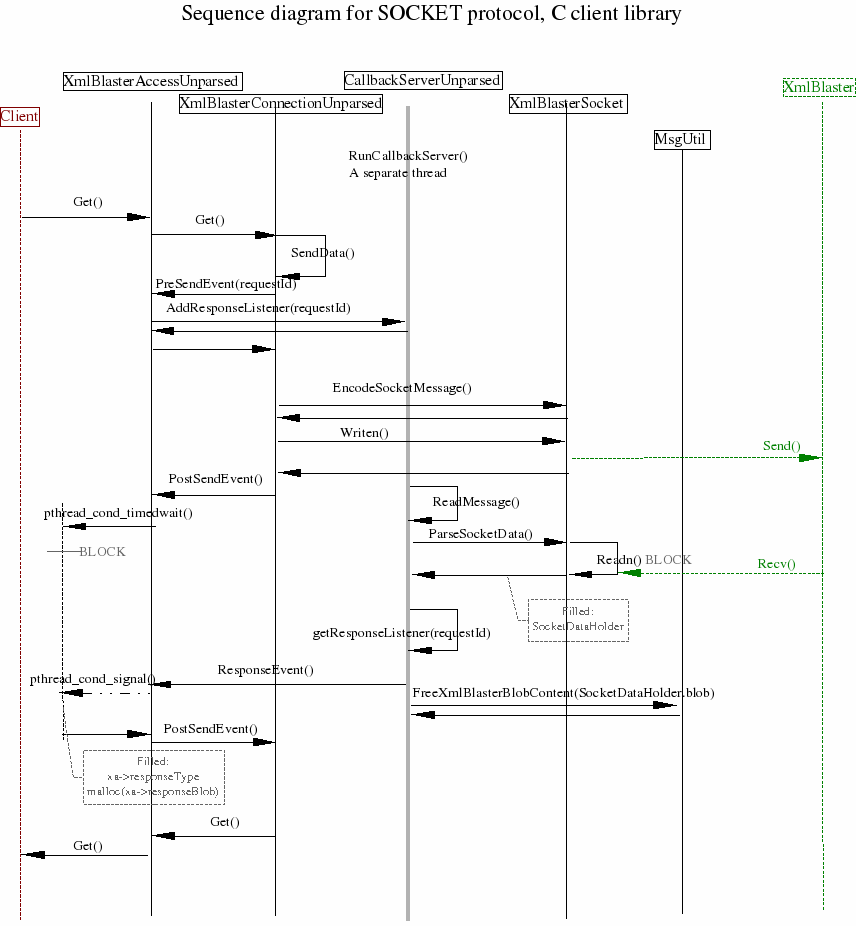 Sequence diagram for SOCKET protocol, C client library
XmlBlasterAccessUnparsed
CallbackServerUnparsed
XmlBlaster
XmlBlasterConnectionUnparsed
XmlBlasterSocket
Client
MsgUtil
RunCallbackServer()
A separate thread
Get()
Get()
SendData()
PreSendEvent(requestId)
AddResponseListener(requestId)
EncodeSocketMessage()
Writen()
Send()
PostSendEvent()
ReadMessage()
pthread_cond_timedwait()
ParseSocketData()
BLOCK
Readn() BLOCK
Recv()
Filled:
SocketDataHolder
getResponseListener(requestId)
ResponseEvent()
pthread_cond_signal()
FreeXmlBlasterBlobContent(SocketDataHolder.blob)
PostSendEvent()
Filled:
xa->responseType
malloc(xa->responseBlob)
Get()
Get()